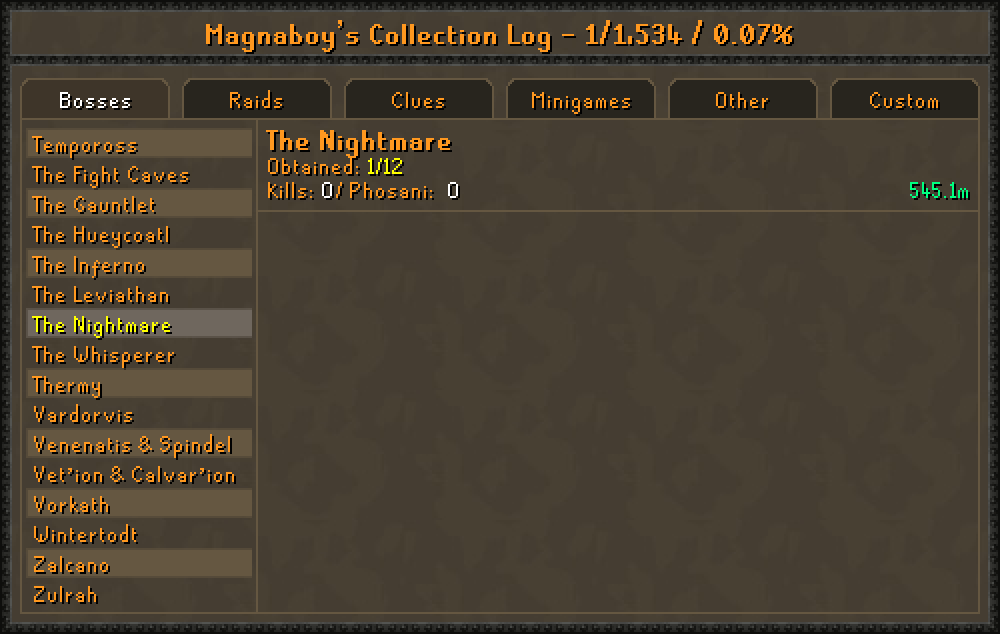 Magnaboy's Collection Log - 1/1,534 / 0.07%
Bosses Raids Clues Minigames Other Custom
Tempoross
The Fight Caves
The Gauntlet
The Hueycoatl
The Inferno
The Leviathan
The Nightmare
The Whisperer
Thermy
Vardorvis
Venenatis & Spindel
Vet'ion & Calvar'ion
Vorkath
Wintertodt
Zalcano
Zulrah
The Nightmare
Obtained: 1/12
Kills: 0/ Phosani: 0 545.1m